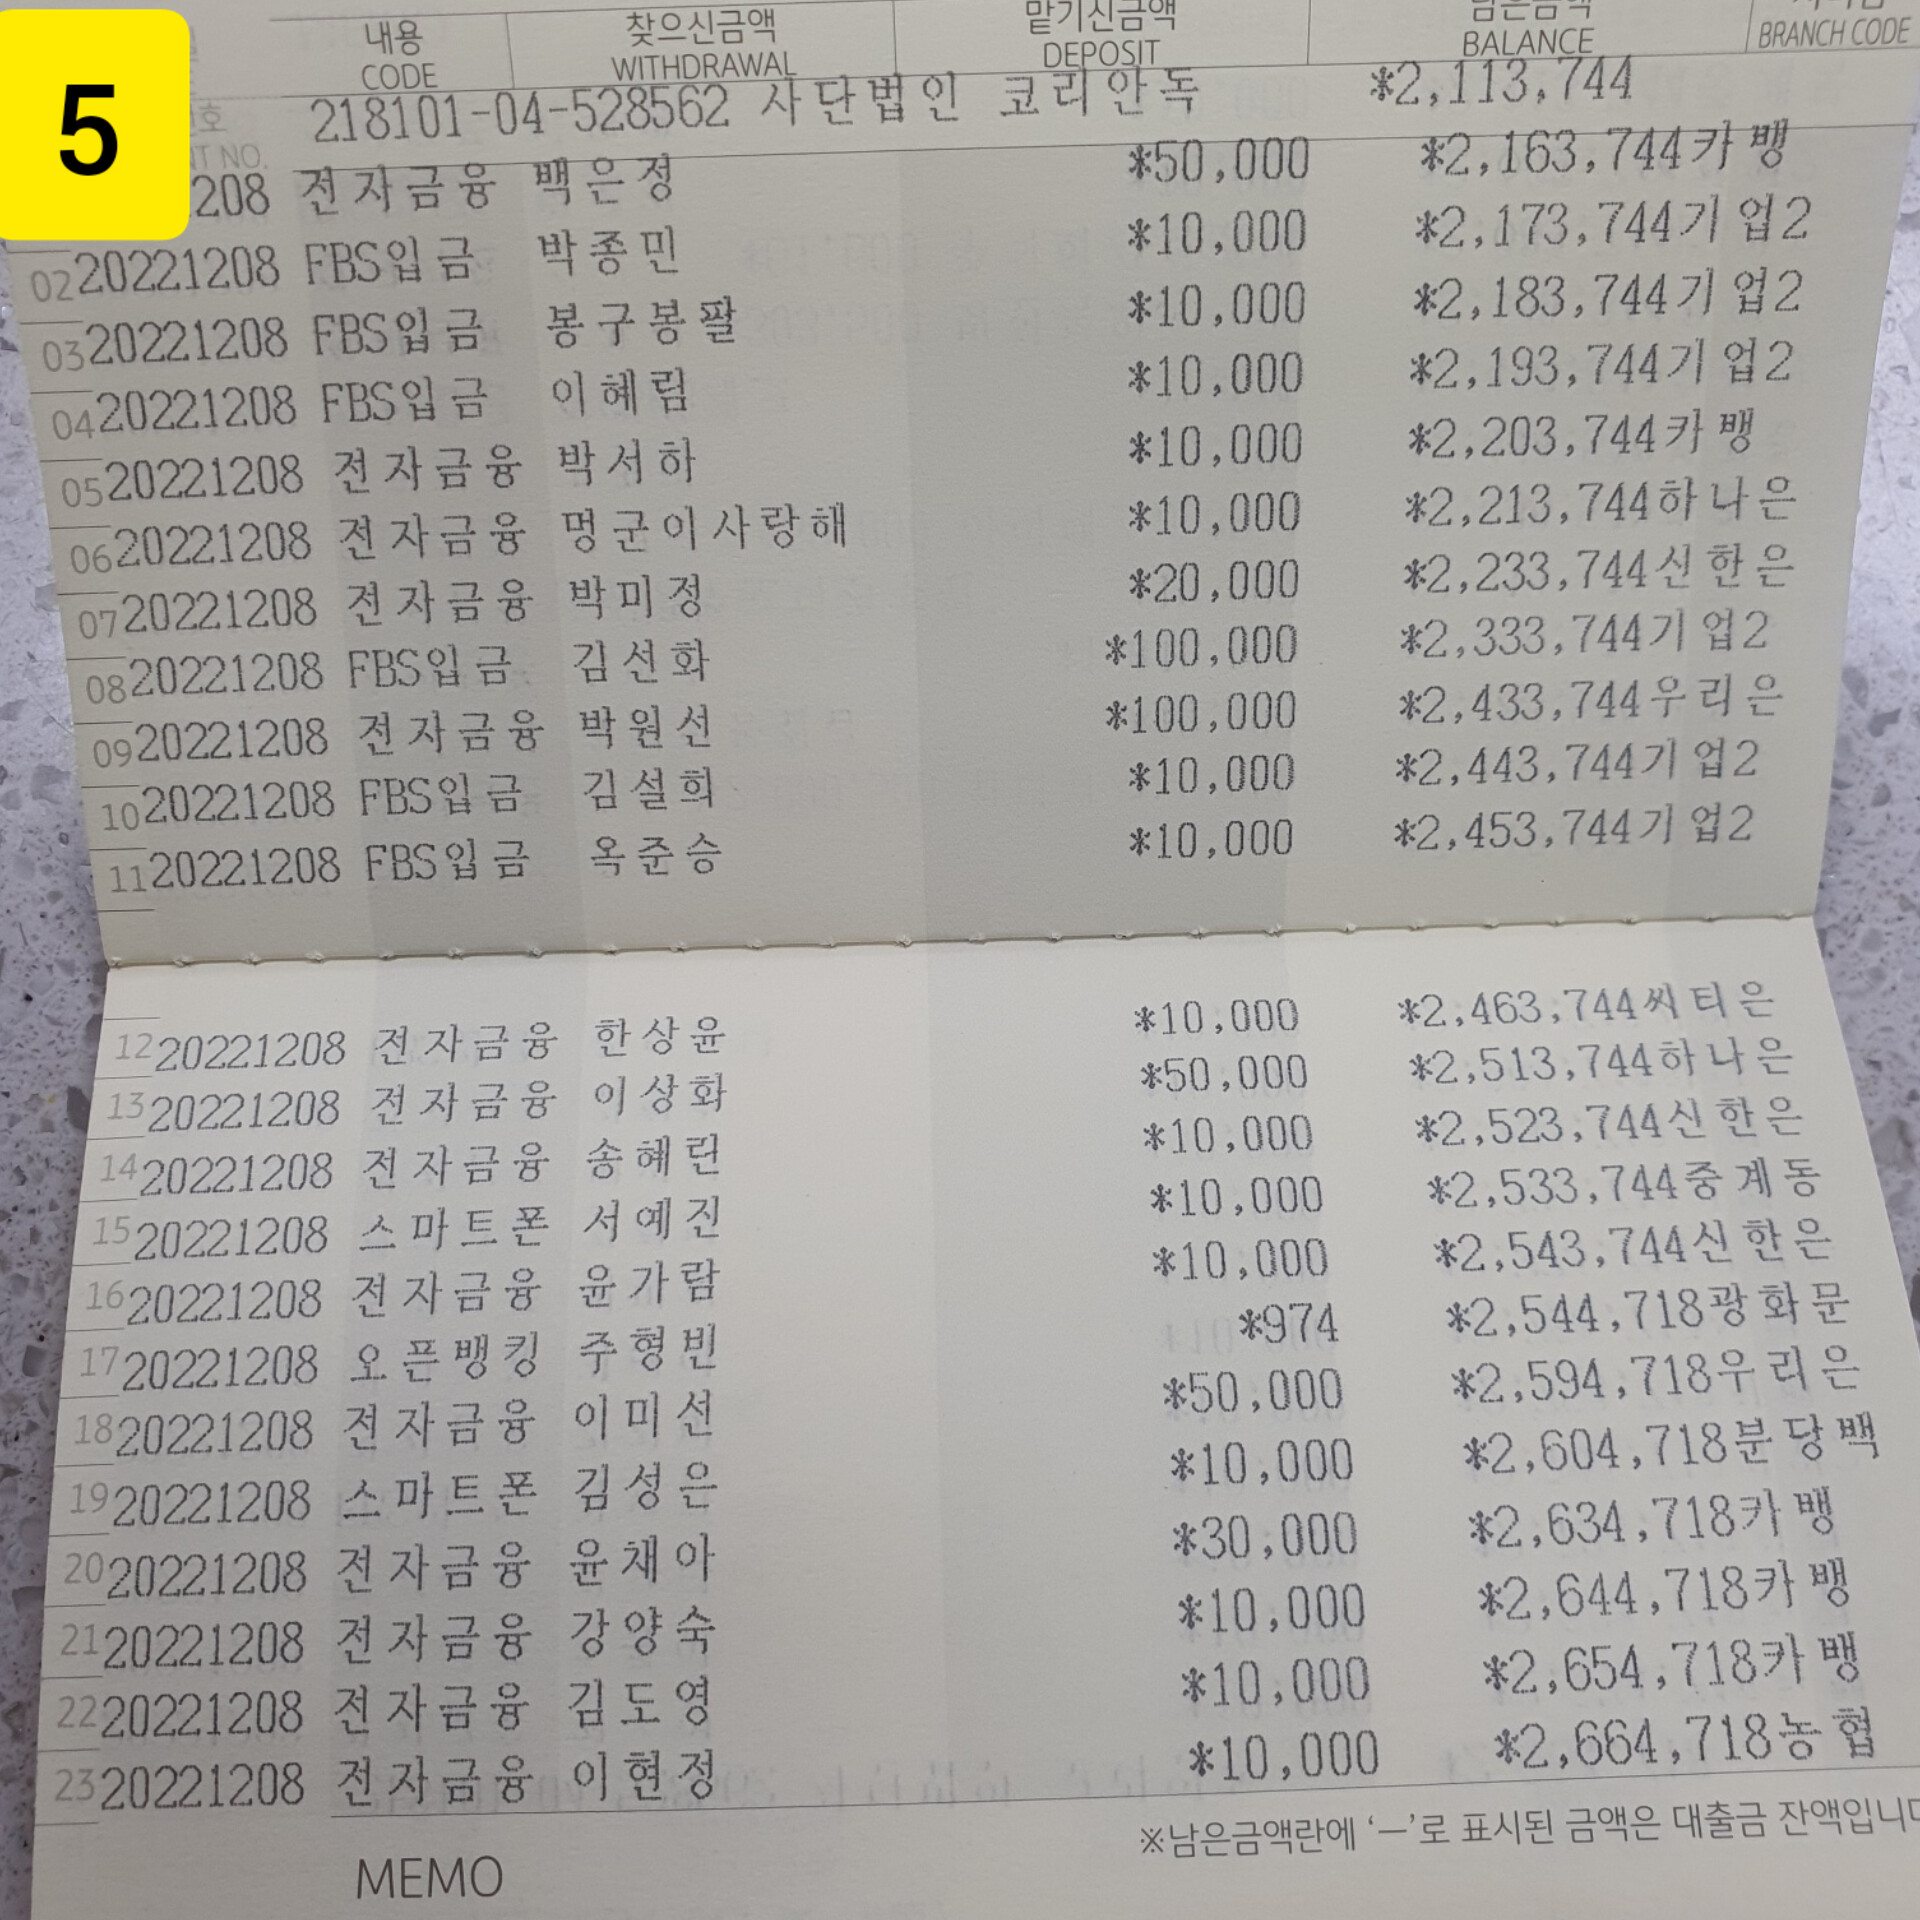 5
내용 찾으신금액 맡기신금액 남은금액
CODE WITHDRAWAL DEPOSIT BALANCE BRANCH CODE
218101-04-528562 사단법인 코리안독 *2,113,744
NT NO.
1208 전자금융 백은정 *50,000 *2,163,744카뱅
02 20221208 FBS입금 박종민 *10,000 *2,173,744기업2
03 20221208 FBS입금 봉구봉팔 *10,000 *2,183,744기업2
04 20221208 FBS입금 이혜림 *10,000 *2,193,744기업2
05 20221208 전자금융 박서하 *10,000 *2,203,744카뱅
06 20221208 전자금융 멍군이사랑해 *10,000 *2,213,744하나은
07 20221208 전자금융 박미정 *20,000 *2,233,744신한은
08 20221208 FBS입금 김선화 *100,000 *2,333,744기업2
09 20221208 전자금융 박원선 *100,000 *2,433,744우리은
10 20221208 FBS입금 김설희 *10,000 *2,443,744기업2
11 20221208 FBS입금 옥준승 *10,000 *2,453,744기업2
12 20221208 전자금융 한상윤 *10,000 *2,463,744씨티은
13 20221208 전자금융 이상화 *50,000 *2,513,744하나은
14 20221208 전자금융 송혜린 *10,000 *2,523,744신한은
15 20221208 스마트폰 서예진 *10,000 *2,533,744중계동
16 20221208 전자금융 윤가람 *10,000 *2,543,744신한은
17 20221208 오픈뱅킹 주형빈 *974 *2,544,718광화문
18 20221208 전자금융 이미선 *50,000 *2,594,718우리은
19 20221208 스마트폰 김성은 *10,000 *2,604,718분당백
20 20221208 전자금융 윤채아 *30,000 *2,634,718카뱅
21 20221208 전자금융 강양숙 *10,000 *2,644,718카뱅
22 20221208 전자금융 김도영 *10,000 *2,654,718카뱅
23 20221208 전자금융 이현정 *10,000 *2,664,718농협
※남은금액란에 ‘—’로 표시된 금액은 대출금 잔액입니다
MEMO